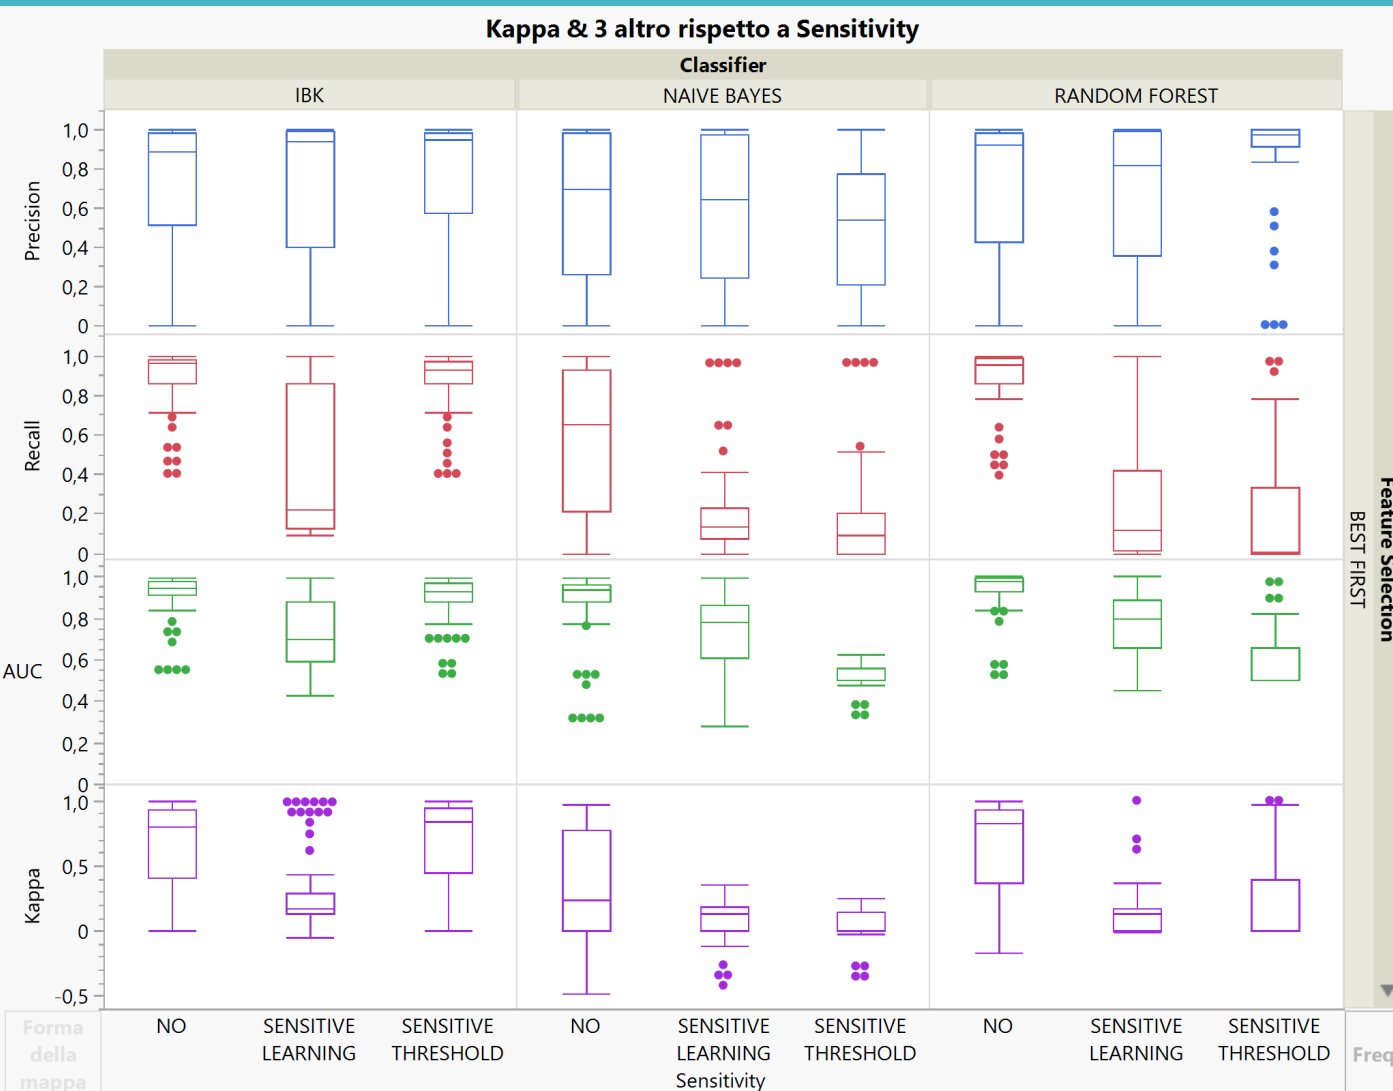 Kappa & 3 altro rispetto a Sensitivity
Classifier
IBK NAIVE BAYES RANDOM FOREST
Precision
1,0
0,8
0,6
0,4
0,2
0
Recall
1,0
0,8
0,6
0,4
0,2
0
AUC
1,0
0,8
0,6
0,4
0,2
0
Kappa
1,0
0,5
0
-0,5
BEST FIRST
Feature Selection
NO SENSITIVE LEARNING SENSITIVE THRESHOLD NO SENSITIVE LEARNING SENSITIVE THRESHOLD NO SENSITIVE LEARNING SENSITIVE THRESHOLD
Sensitivity
Forma
della
mappa
Freq